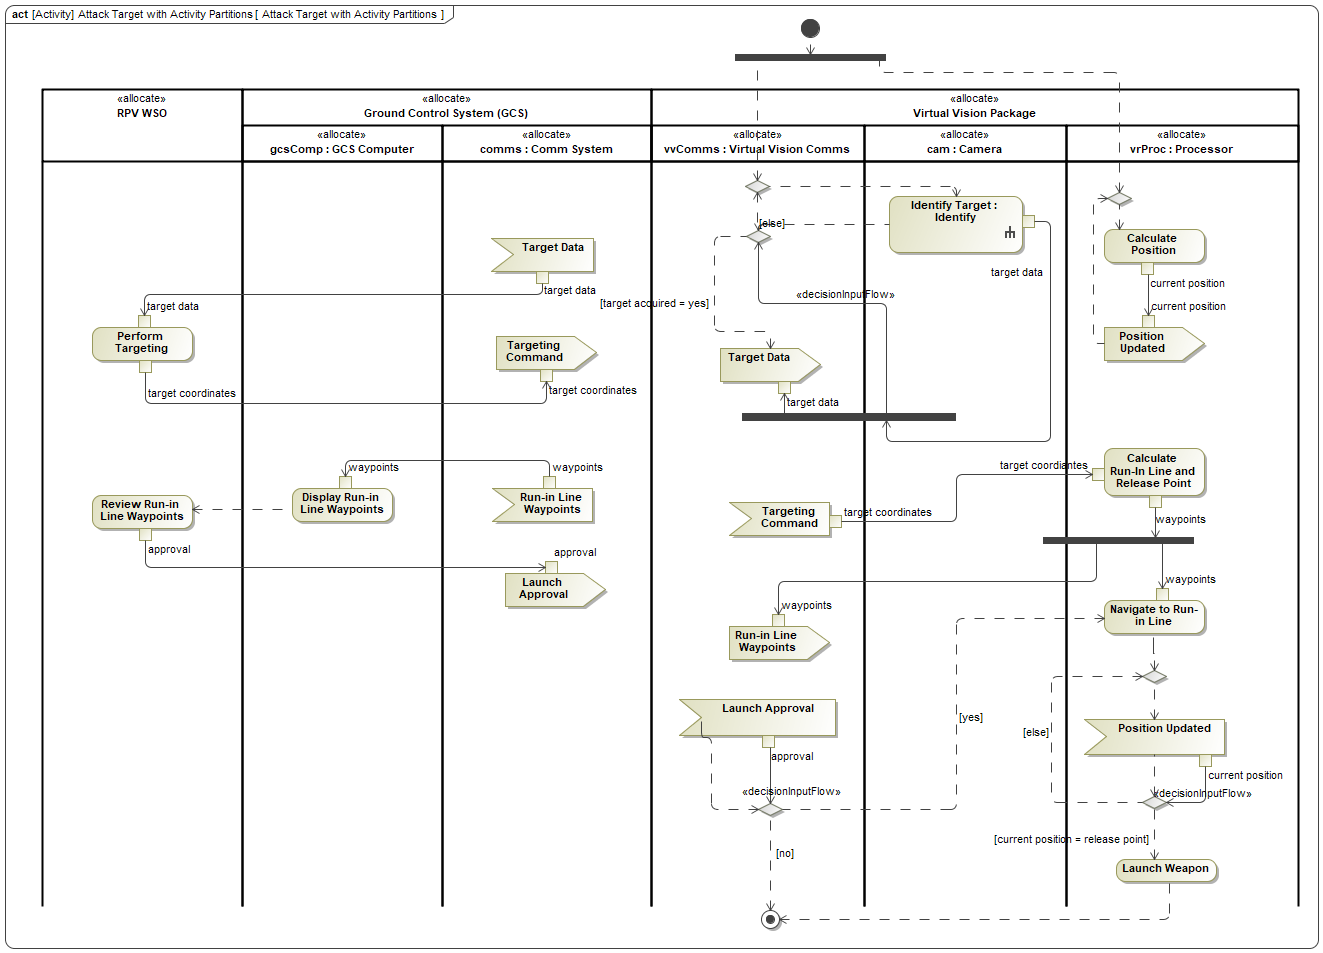 act [Activity] Attack Target with Activity Partitions [ Attack Target with Activity Partitions ]
«allocate»
RPV WSO
«allocate»
Ground Control System (GCS)
«allocate»
Virtual Vision Package
«allocate»
gcsComp : GCS Computer
«allocate»
comms : Comm System
«allocate»
vvComms : Virtual Vision Comms
«allocate»
cam : Camera
«allocate»
vrProc : Processor
Identify Target :
Identify
[else]
Target Data
Calculate
Position
target data
target data
current position
[target acquired = yes]
«decisionInputFlow»
target data
current position
Perform
Targeting
Targeting
Command
Target Data
Position
Updated
target coordinates
target coordinates
target data
waypoints
waypoints
target coordiantes
Calculate
Run-In Line and
Release Point
Review Run-in
Line Waypoints
Display Run-in
Line Waypoints
Run-in Line
Waypoints
Targeting
Command
target coordinates
waypoints
approval
approval
Launch
Approval
waypoints
waypoints
Navigate to Run-
in Line
Run-in Line
Waypoints
Launch Approval
[yes]
[else]
Position Updated
approval
current position
«decisionInputFlow»
«decisionInputFlow»
[no]
[current position = release point]
Launch Weapon